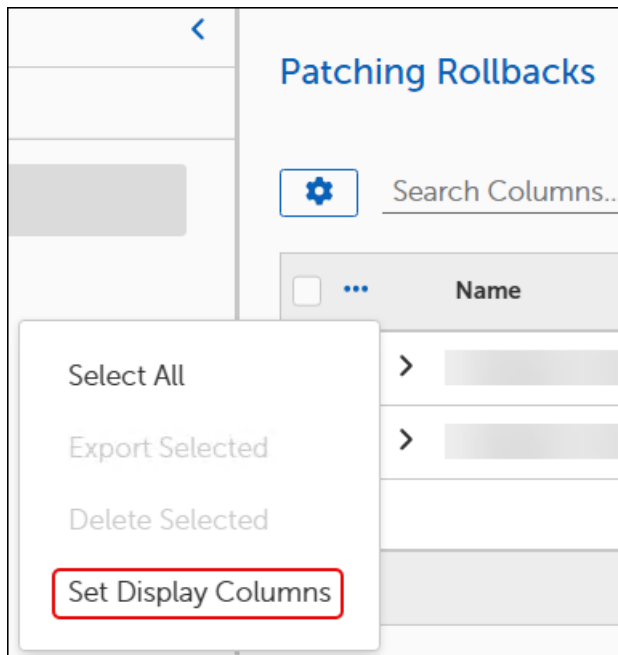 Patching Rollbacks
Search Columns...
Name
Select All
Export Selected
Delete Selected
Set Display Columns